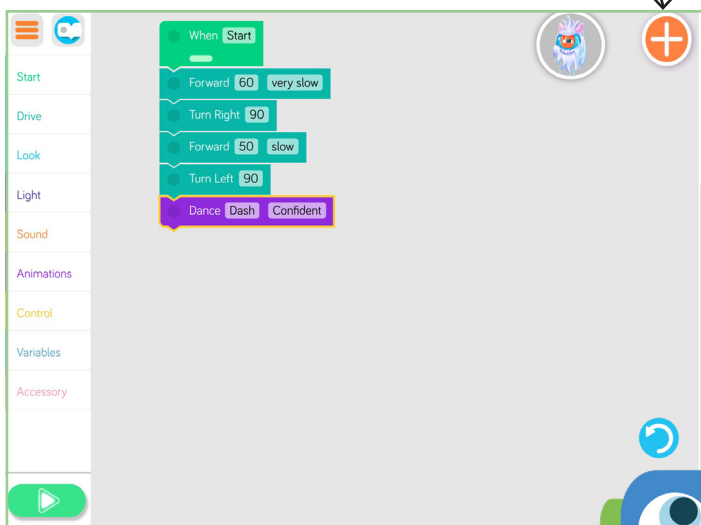 When Start
Forward 60 very slow
Turn Right 90
Forward 50 slow
Turn Left 90
Dance Dash Confident
Start
Drive
Look
Light
Sound
Animations
Control
Variables
Accessory